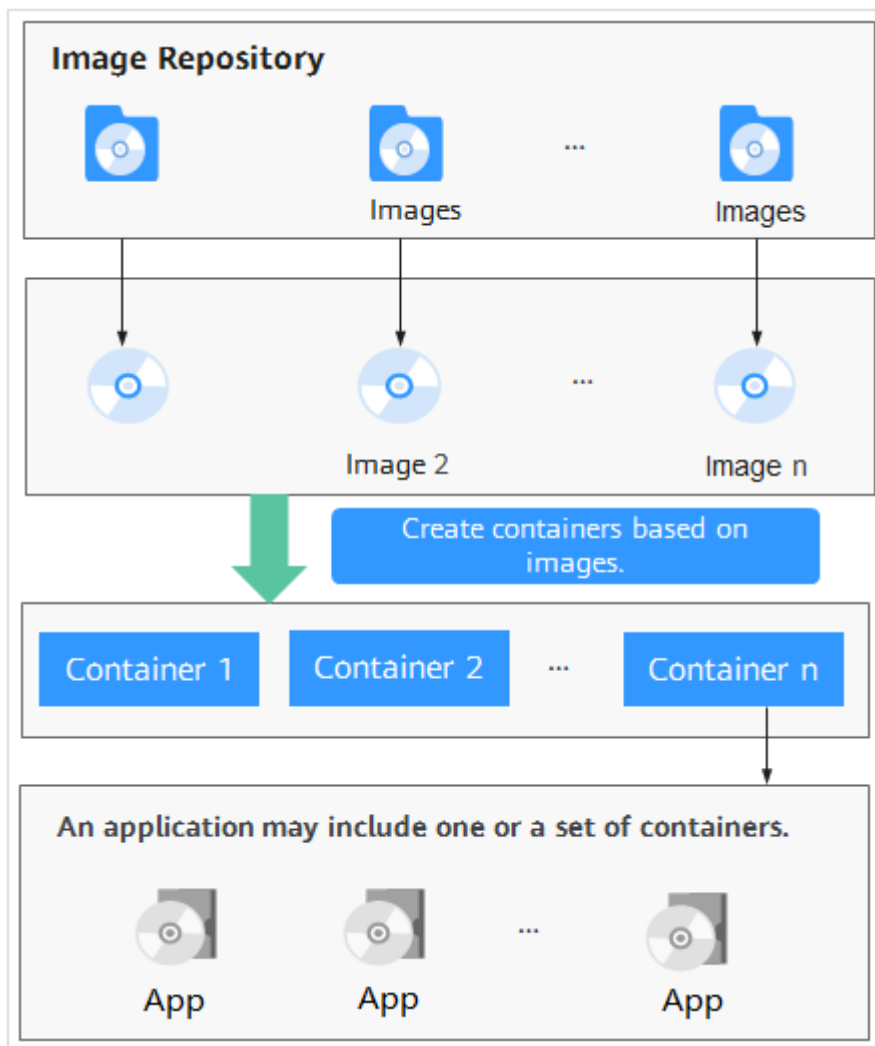 Image Repository
...
Images
Images
...
Image 2
Image n
Create containers based on
images.
Container 1
Container 2
...
Container n
An application may include one or a set of containers.
...
App
App
App